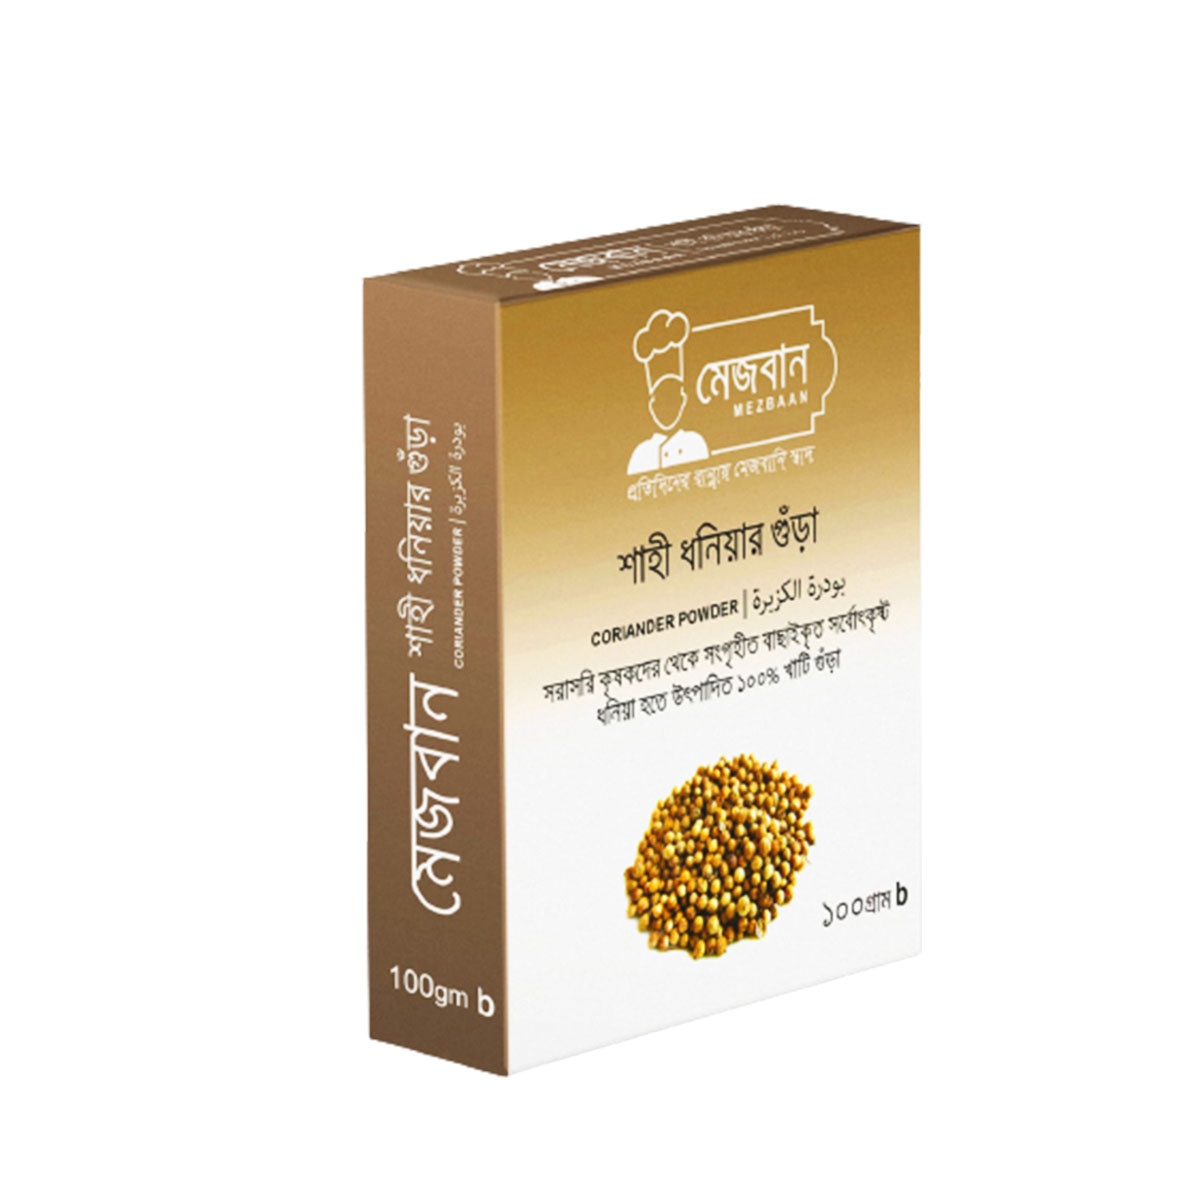 মেজবান
MEZBAAN
প্রতিদিনের রান্নায় মেজবানি স্বাদ
শাহী ধনিয়ার গুঁড়া
CORIANDER POWDER | بودرة الكزبرة
সরাসরি কৃষকদের থেকে সংগৃহীত বাছাইকৃত সর্বোৎকৃষ্ট
ধনিয়া হতে উৎপাদিত ১০০% খাটি গুঁড়া
১০০গ্রাম b
মেজবান
শাহী ধনিয়ার গুঁড়া
CORIANDER POWDER | بودرة الكزبرة
100gm b
মেজবান